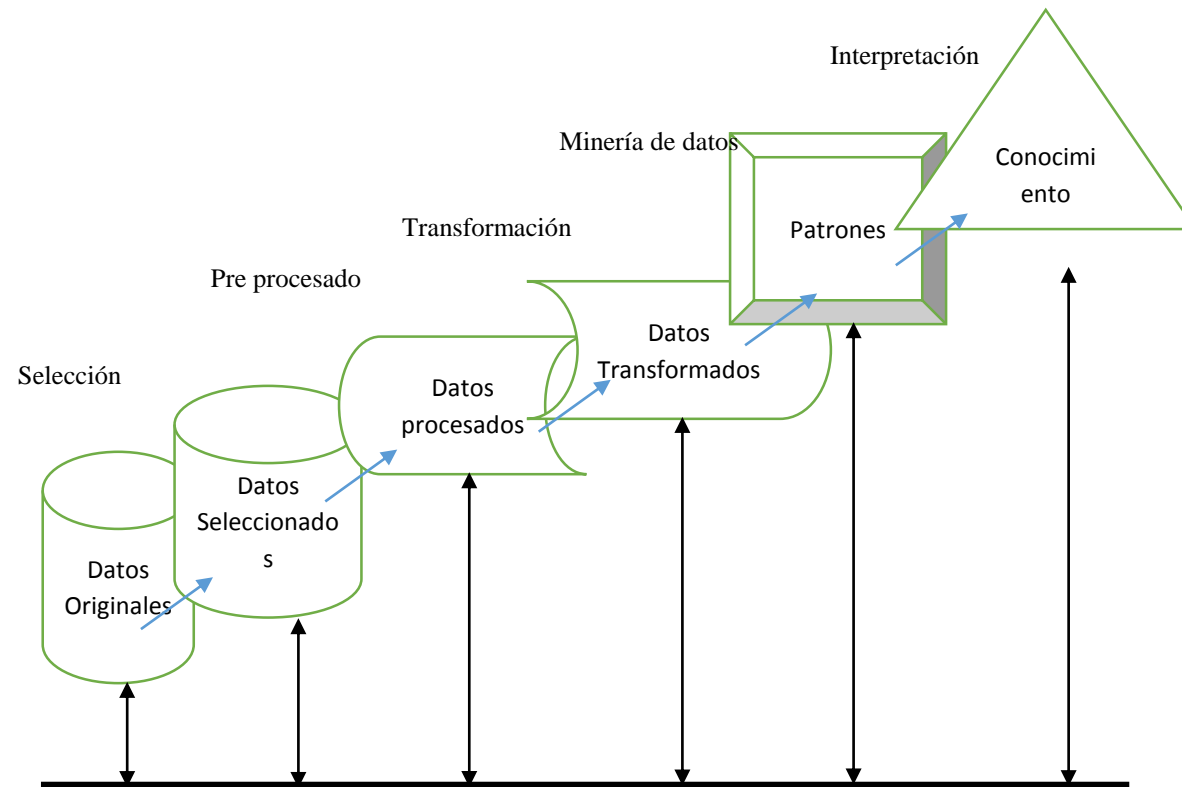 Interpretación
Minería de datos
Conocimi
ento
Transformación
Patrones
Pre procesado
Datos
Transformados
Selección
Datos
procesados
Datos
Seleccionado
s
Datos
Originales